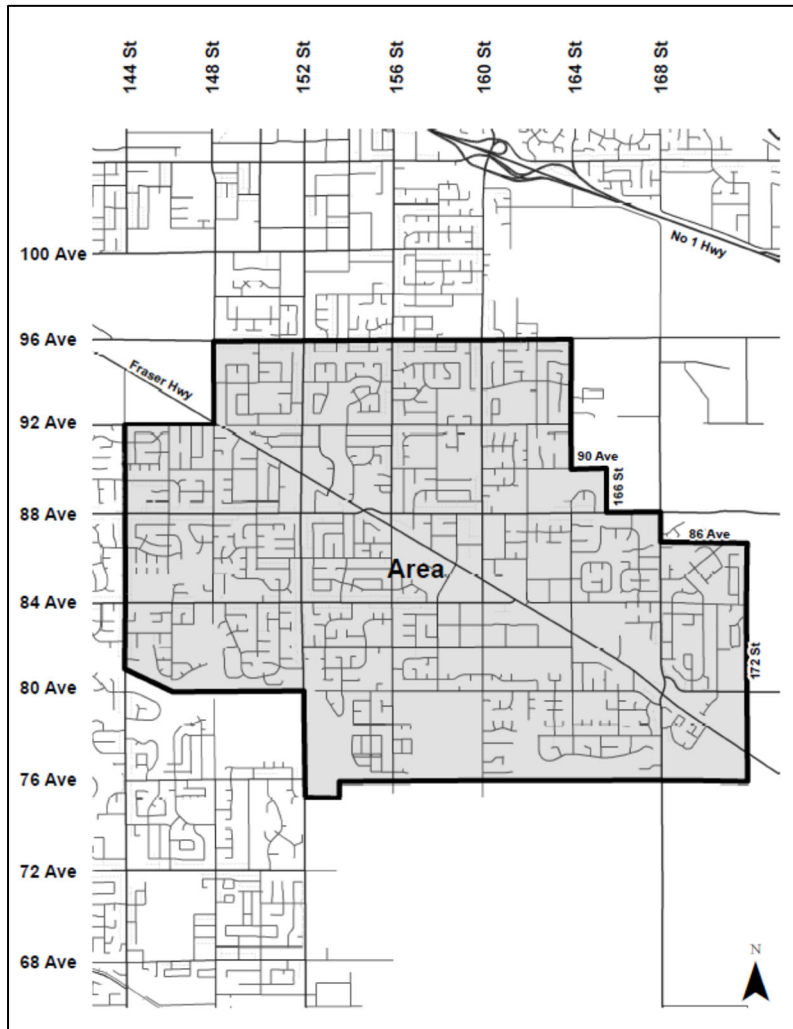 144 St
148 St
152 St
156 St
160 St
164 St
168 St
100 Ave
No 1 Hwy
96 Ave
Fraser Hwy
92 Ave
90 Ave
166 St
88 Ave
86 Ave
Area
84 Ave
172 St
80 Ave
76 Ave
72 Ave
68 Ave
N